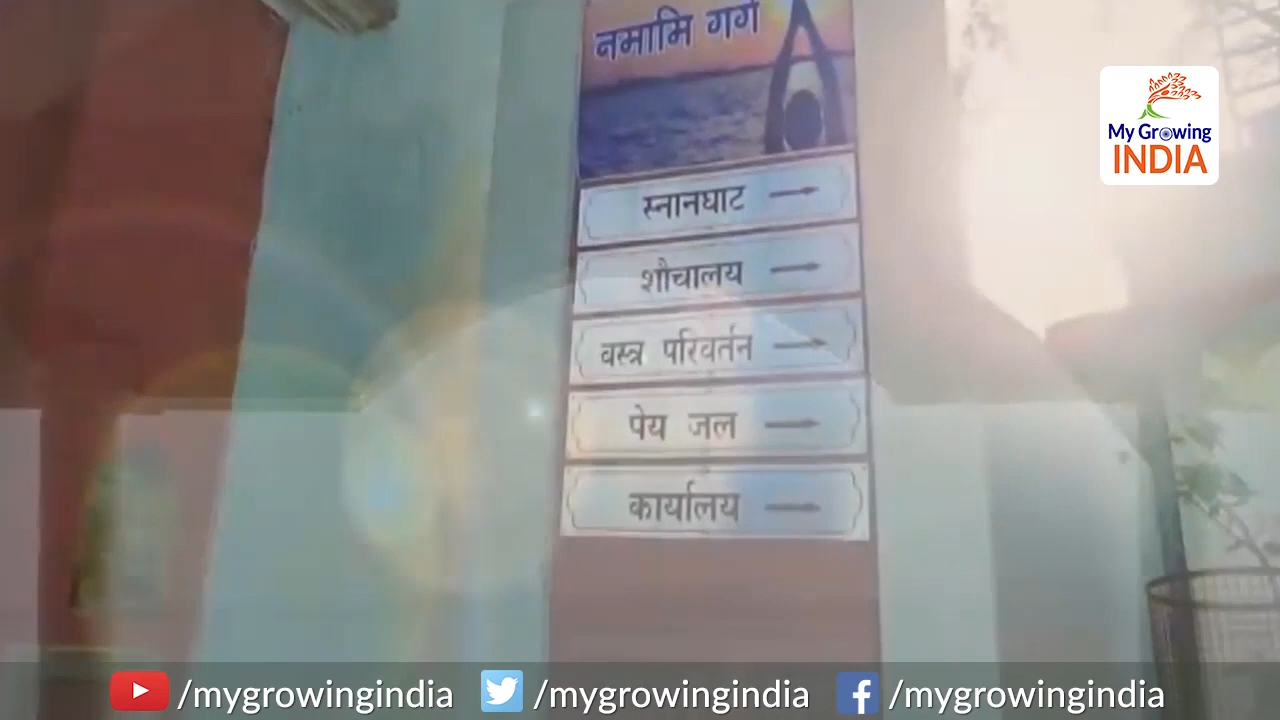 नमामि गंगे
My Growing
INDIA
स्नानघाट
शौचालय
वस्त्र परिवर्तन
पेय जल
कार्यालय
/mygrowingindia
/mygrowingindia
/mygrowingindia